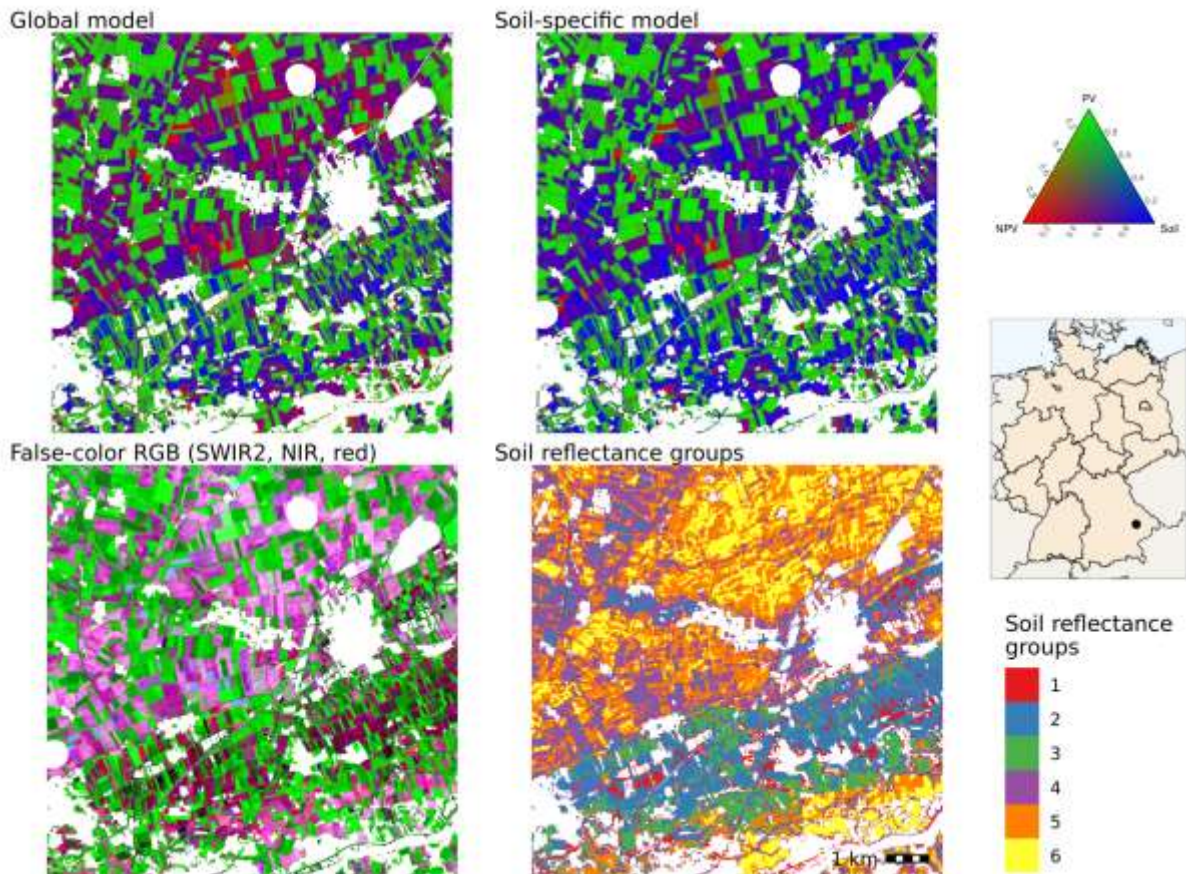 Global model
Soil-specific model
PV
NPV
Soil
False-color RGB (SWIR2, NIR, red)
Soil reflectance groups
1 km
Soil reflectance
groups
1
2
3
4
5
6